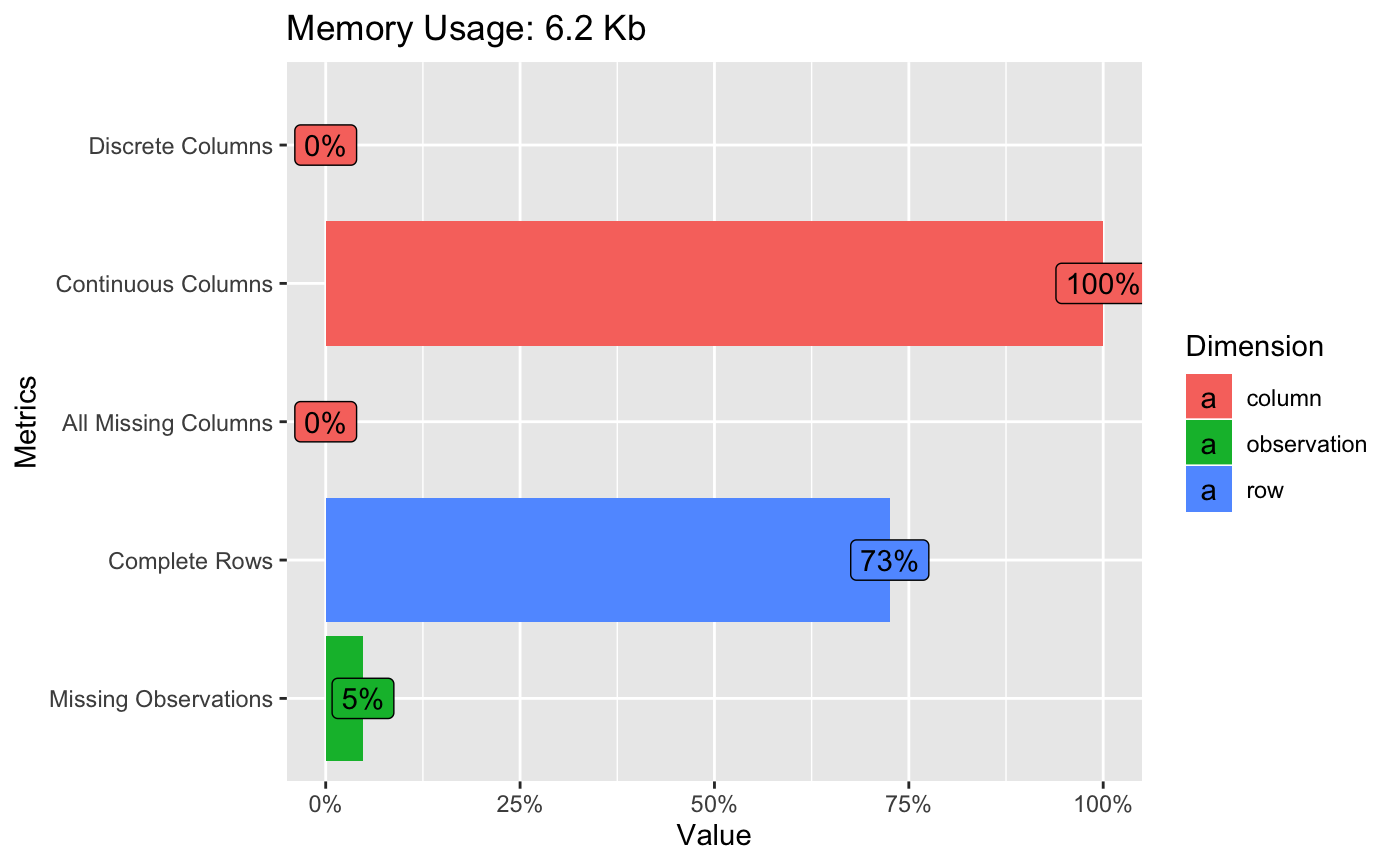 Memory Usage: 6.2 Kb
Discrete Columns
0%
Continuous Columns
100%
All Missing Columns
0%
Complete Rows
73%
Missing Observations
5%
0% 25% 50% 75% 100%
Value
Metrics
Dimension
a column
a observation
a row